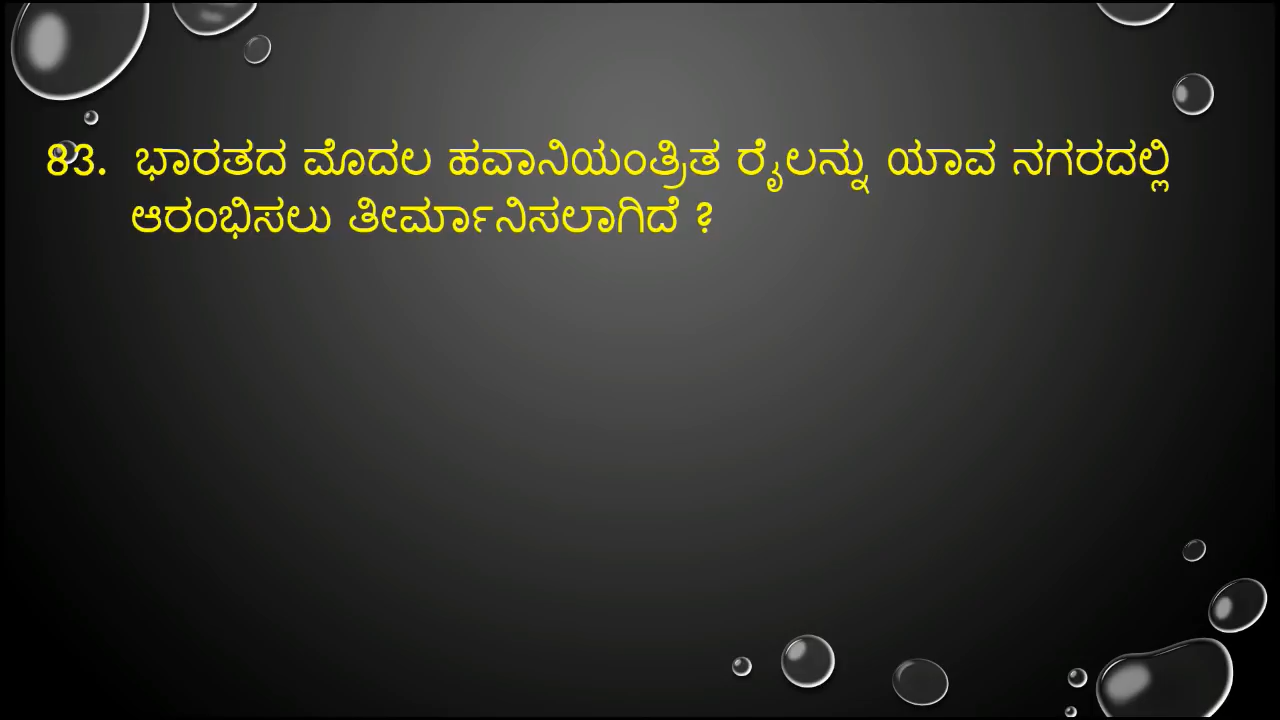 83. ಭಾರತದ ಮೊದಲ ಹವಾನಿಯಂತ್ರಿತ ರೈಲನ್ನು ಯಾವ ನಗರದಲ್ಲಿ
ಆರಂಭಿಸಲು ತೀರ್ಮಾನಿಸಲಾಗಿದೆ ?